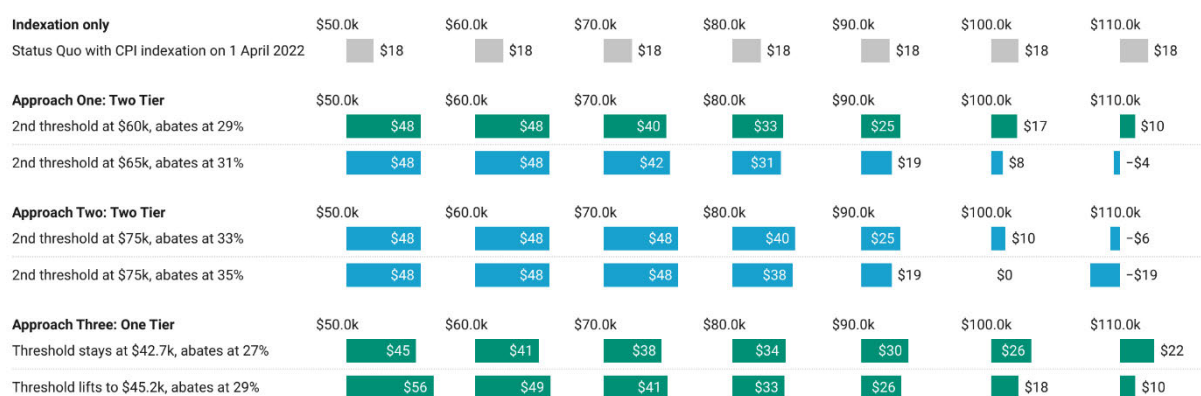 Indexation only $50.0k $60.0k $70.0k $80.0k $90.0k $100.0k $110.0k
Status Quo with CPI indexation on 1 April 2022 $18 $18 $18 $18 $18 $18 $18
Approach One: Two Tier $50.0k $60.0k $70.0k $80.0k $90.0k $100.0k $110.0k
2nd threshold at $60k, abates at 29% $48 $48 $40 $33 $25 $17 $10
2nd threshold at $65k, abates at 31% $48 $48 $42 $31 $19 $8 −$4
Approach Two: Two Tier $50.0k $60.0k $70.0k $80.0k $90.0k $100.0k $110.0k
2nd threshold at $75k, abates at 33% $48 $48 $48 $40 $25 $10 −$6
2nd threshold at $75k, abates at 35% $48 $48 $48 $38 $19 $0 −$19
Approach Three: One Tier $50.0k $60.0k $70.0k $80.0k $90.0k $100.0k $110.0k
Threshold stays at $42.7k, abates at 27% $45 $41 $38 $34 $30 $26 $22
Threshold lifts to $45.2k, abates at 29% $56 $49 $41 $33 $26 $18 $10